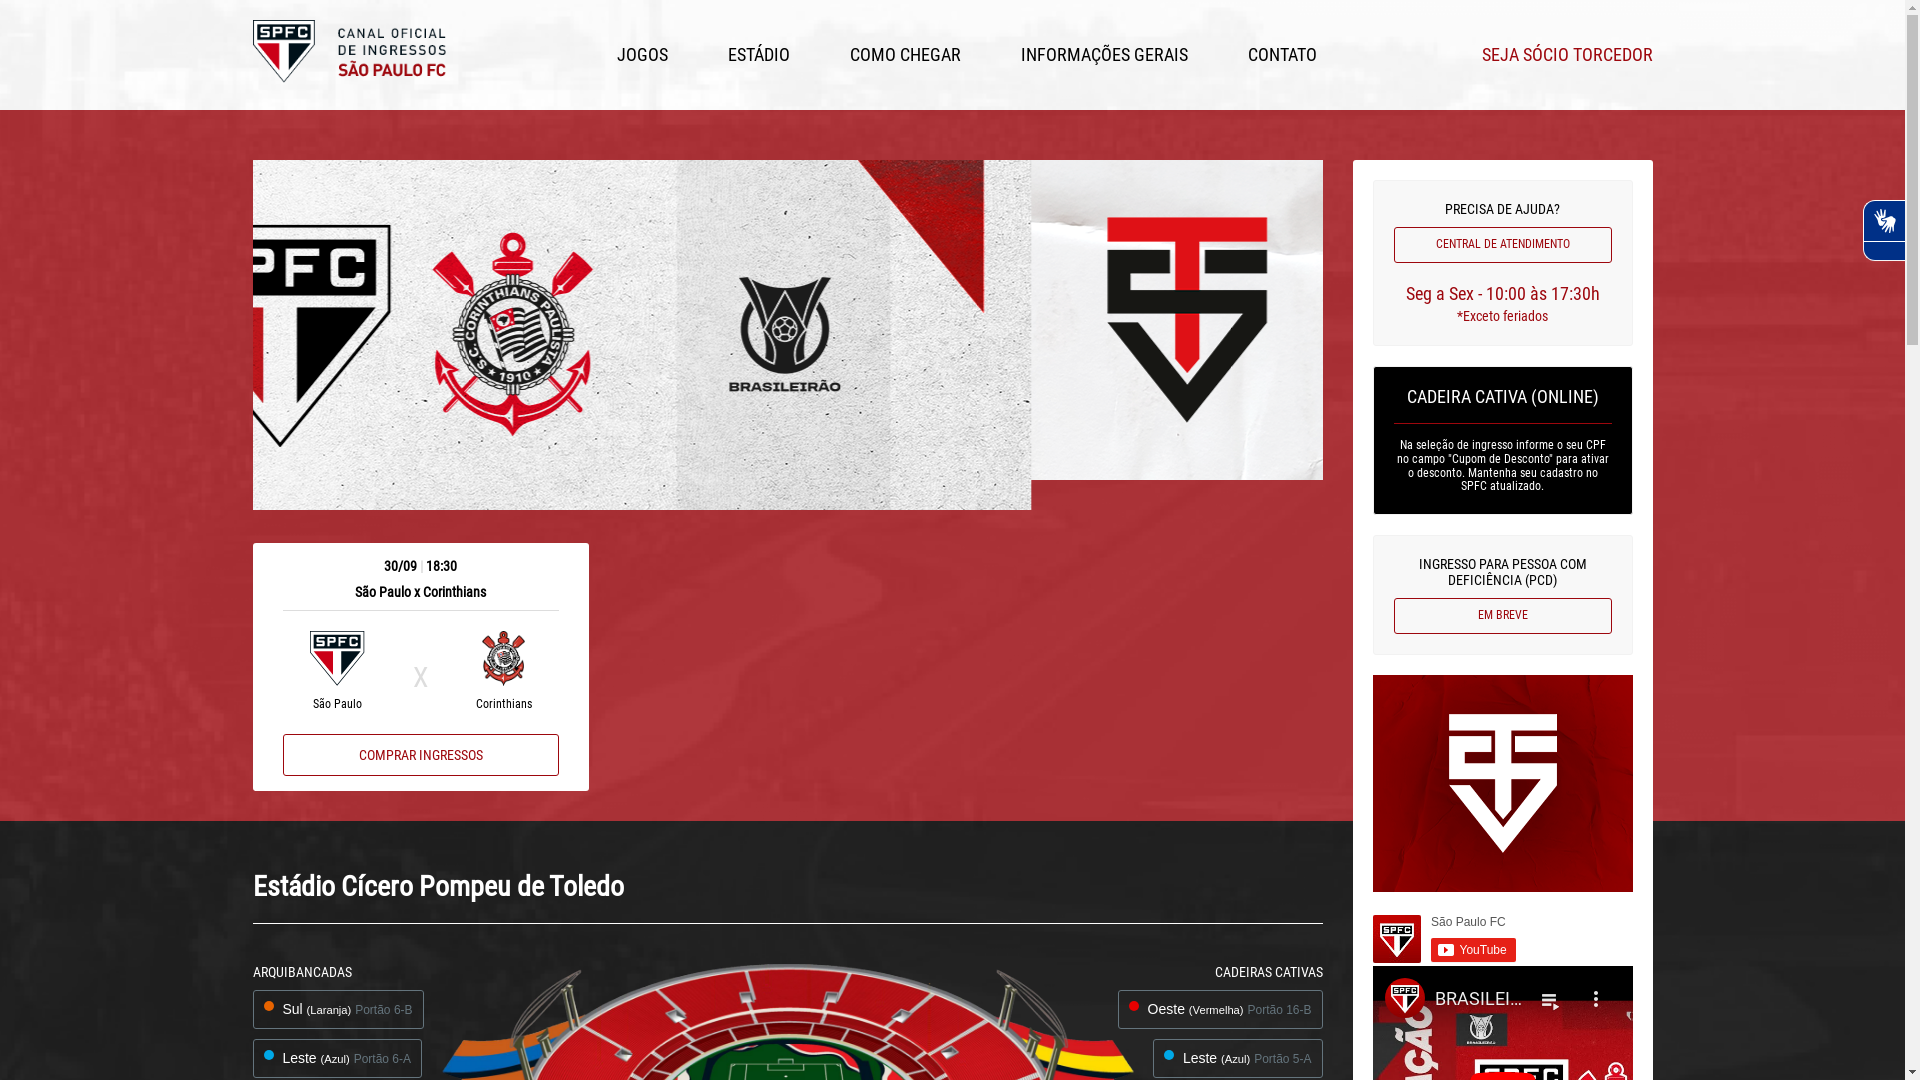 SPFC
CANAL OFICIAL
DE INGRESSOS
SÃO PAULO FC
JOGOS
ESTÁDIO
COMO CHEGAR
INFORMAÇÕES GERAIS
CONTATO
SEJA SÓCIO TORCEDOR
PFC
S.C. CORINTHIANS PAULISTA
1910
BRASILEIRÃO
30/09 | 18:30
São Paulo x Corinthians
SPFC
X
São Paulo
Corinthians
COMPRAR INGRESSOS
PRECISA DE AJUDA?
CENTRAL DE ATENDIMENTO
Seg a Sex - 10:00 às 17:30h
*Exceto feriados
CADEIRA CATIVA (ONLINE)
Na seleção de ingresso informe o seu CPF
no campo "Cupom de Desconto" para ativar
o desconto. Mantenha seu cadastro no
SPFC atualizado.
INGRESSO PARA PESSOA COM
DEFICIÊNCIA (PCD)
EM BREVE
São Paulo FC
YouTube
BRASILEI...
Estádio Cícero Pompeu de Toledo
ARQUIBANCADAS
Sul (Laranja) Portão 6-B
Leste (Azul) Portão 6-A
CADEIRAS CATIVAS
Oeste (Vermelha) Portão 16-B
Leste (Azul) Portão 5-A